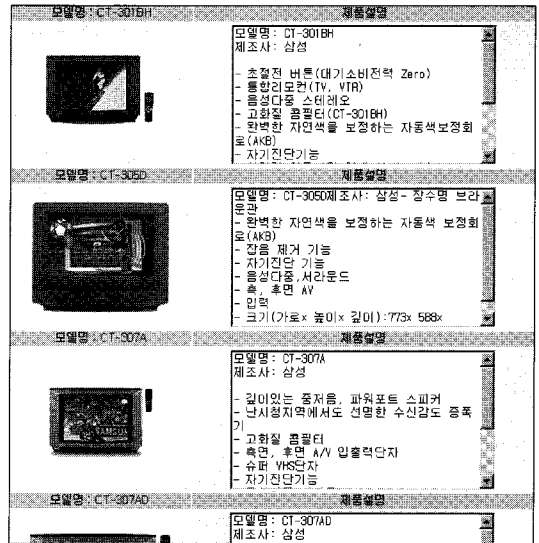 모델명 : CT-301BH 제품설명
모델명: CT-301BH
제조사: 삼성
- 초절전 버튼(대기소비전력 Zero)
- 통합리모컨(TV, VTR)
- 음성다중 스테레오
- 고화질 콤필터(CT-301BH)
- 완벽한 자연색을 보정하는 자동색보정회
로(AKB)
- 자기진단기능
모델명 : CT-305D 제품설명
모델명: CT-305D제조사: 삼성- 장수명 브라
운관
- 완벽한 자연색을 보정하는 자동색 보정회
로(AKB)
- 잡음 제거 기능
- 자기진단 기능
- 음성다중,서라운드
- 측, 후면 AV
- 입력
- 크기(가로x 높이x 깊이):773x 588x
모델명 : CT-307A 제품설명
모델명: CT-307A
제조사: 삼성
- 깊이있는 중저음, 파워포트 스피커
- 난시청지역에서도 선명한 수신감도 증폭
기
- 고화질 콤필터
- 측면, 후면 A/V 입출력단자
- 슈퍼 VHS단자
- 자기진단기능
모델명 : CT-307AD 제품설명
모델명: CT-307AD
제조사: 삼성